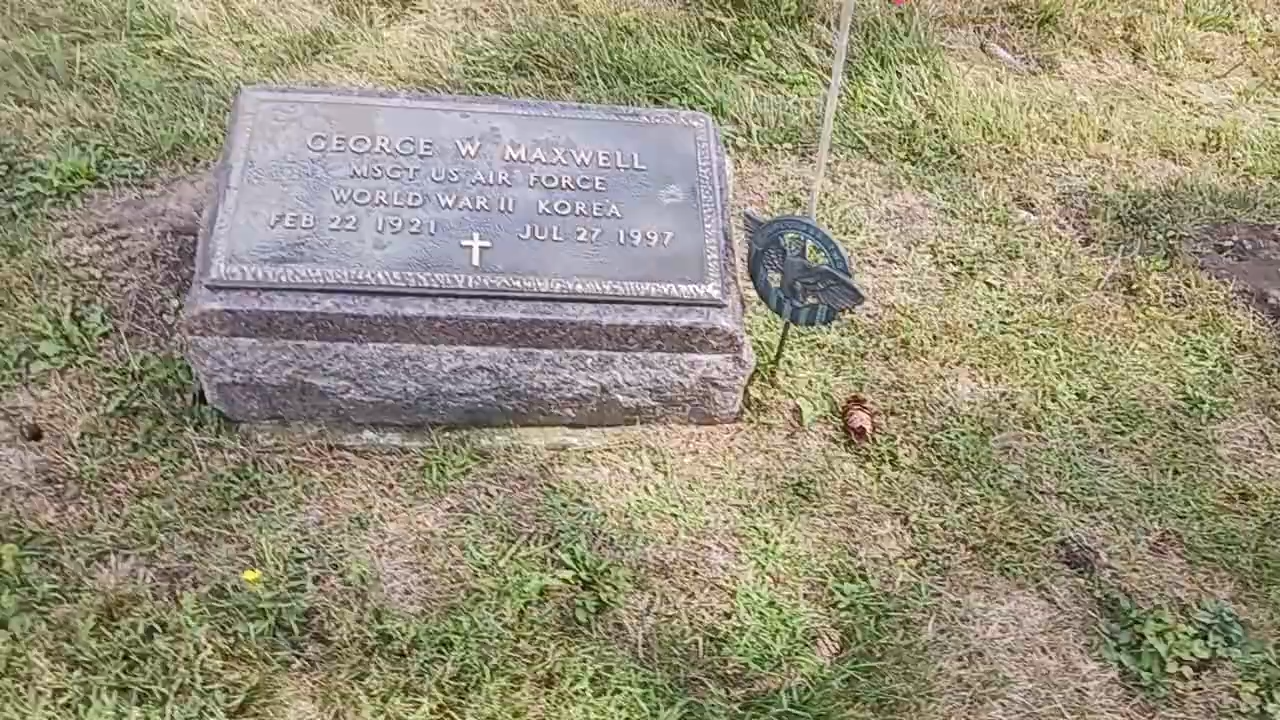 GEORGE W MAXWELL
MSGT US AIR FORCE
WORLD WAR II KOREA
FEB 22 1921 JUL 27 1997